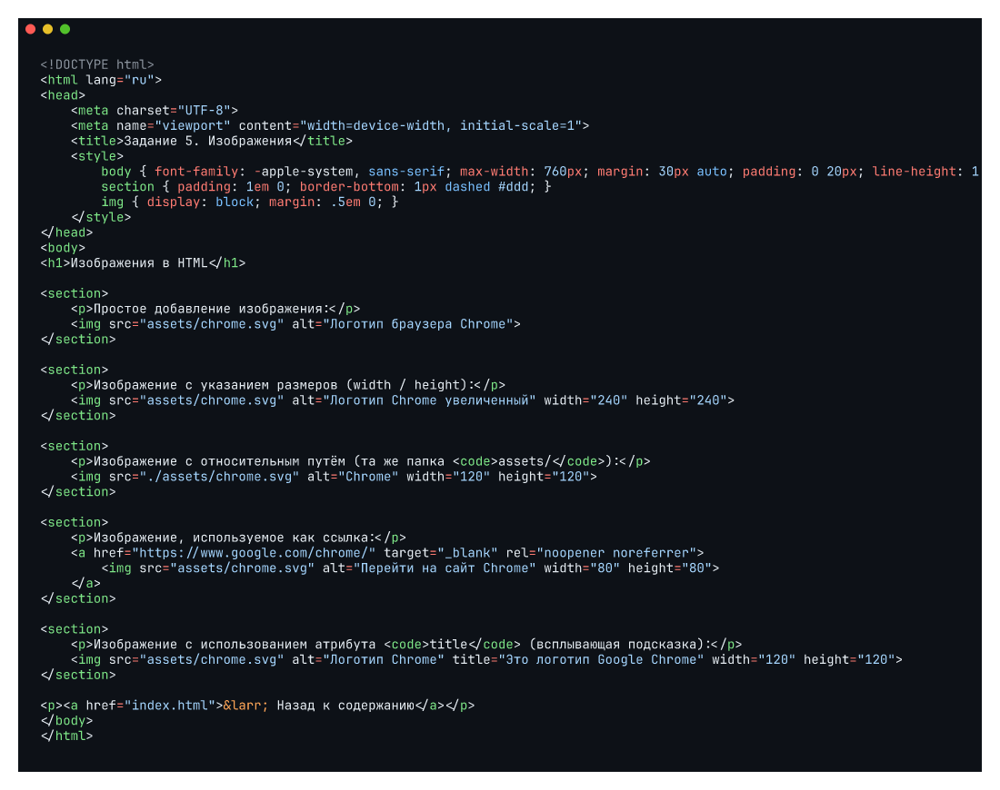 <!DOCTYPE html>
<html lang="ru">
<head>
    <meta charset="UTF-8">
    <meta name="viewport" content="width=device-width, initial-scale=1">
    <title>Задание 5. Изображения</title>
    <style>
        body { font-family: -apple-system, sans-serif; max-width: 760px; margin: 30px auto; padding: 0 20px; line-height: 1
        section { padding: 1em 0; border-bottom: 1px dashed #ddd; }
        img { display: block; margin: .5em 0; }
    </style>
</head>
<body>
<h1>Изображения в HTML</h1>

<section>
    <p>Простое добавление изображения:</p>
    <img src="assets/chrome.svg" alt="Логотип браузера Chrome">
</section>

<section>
    <p>Изображение с указанием размеров (width / height):</p>
    <img src="assets/chrome.svg" alt="Логотип Chrome увеличенный" width="240" height="240">
</section>

<section>
    <p>Изображение с относительным путём (та же папка <code>assets/</code>):</p>
    <img src="./assets/chrome.svg" alt="Chrome" width="120" height="120">
</section>

<section>
    <p>Изображение, используемое как ссылка:</p>
    <a href="https://www.google.com/chrome/" target="_blank" rel="noopener noreferrer">
        <img src="assets/chrome.svg" alt="Перейти на сайт Chrome" width="80" height="80">
    </a>
</section>

<section>
    <p>Изображение с использованием атрибута <code>title</code> (всплывающая подсказка):</p>
    <img src="assets/chrome.svg" alt="Логотип Chrome" title="Это логотип Google Chrome" width="120" height="120">
</section>

<p><a href="index.html">&larr; Назад к содержанию</a></p>
</body>
</html>